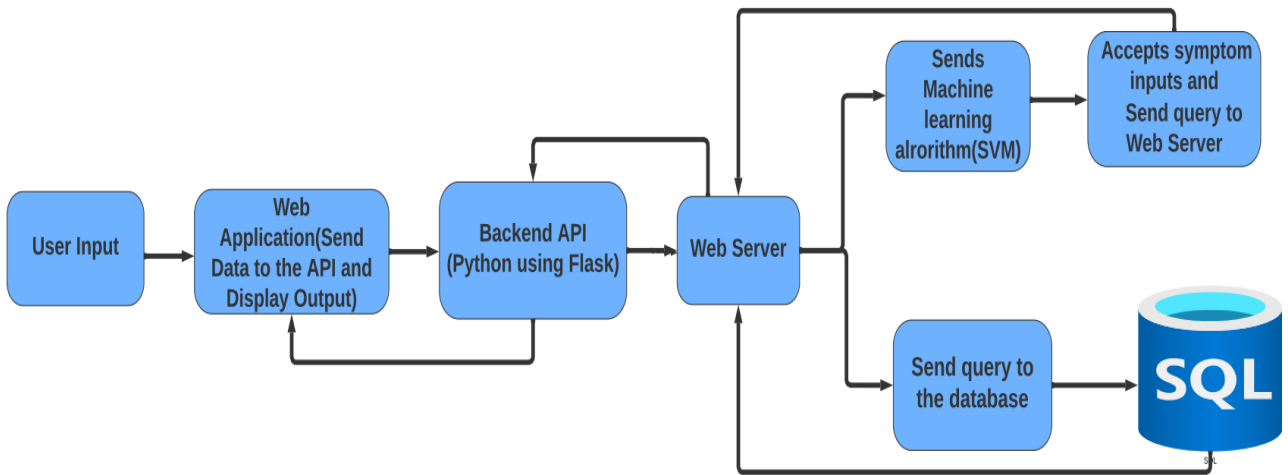 User Input
Web
Application(Send
Data to the API and
Display Output)
Backend API
(Python using Flask)
Web Server
Sends
Machine
learning
alrorithm(SVM)
Accepts symptom
inputs and
Send query to
Web Server
Send query to
the database
SQL
SQL